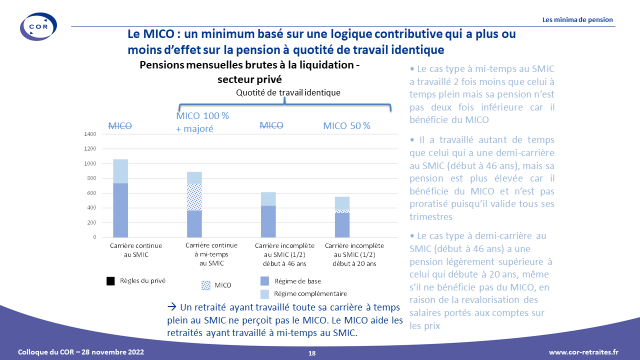 C O R
Les minima de pension
Le MICO : un minimum basé sur une logique contributive qui a plus ou
moins d’effet sur la pension à quotité de travail identique
Pensions mensuelles brutes à la liquidation -
secteur privé
Quotité de travail identique
MICO
MICO 100 %
+ majoré
MICO
MICO 50 %
1400
1200
1000
800
600
400
200
0
Carrière continue
au SMIC
Carrière continue
à mi-temps
au SMIC
Carrière incomplète
au SMIC (1/2)
début à 46 ans
Carrière incomplète
au SMIC (1/2)
début à 20 ans
Règles du privé
MICO
Régime de base
Régime complémentaire
→ Un retraité ayant travaillé toute sa carrière à temps
plein au SMIC ne perçoit pas le MICO. Le MICO aide les
retraités ayant travaillé à mi-temps au SMIC.
• Le cas type à mi-temps au SMIC
a travaillé 2 fois moins que celui à
temps plein mais sa pension n’est
pas deux fois inférieure car il
bénéficie du MICO
• Il a travaillé autant de temps
que celui qui a une demi-carrière
au SMIC (début à 46 ans), mais sa
pension est plus élevée car il
bénéficie du MICO et n’est pas
proratisé puisqu’il valide tous ses
trimestres
• Le cas type à demi-carrière au
SMIC (début à 46 ans) a une
pension légèrement supérieure à
celui qui débute à 20 ans, même
s’il ne bénéficie pas du MICO, en
raison de la revalorisation des
salaires portés aux comptes sur
les prix
Colloque du COR – 28 novembre 2022
18
www.cor-retraites.fr